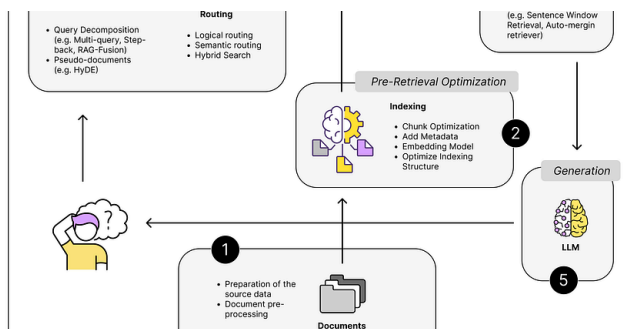 Routing
• Query Decomposition
(e.g. Multi-query, Step-
back, RAG-Fusion)
• Pseudo-documents
(e.g. HyDE)
• Logical routing
• Semantic routing
• Hybrid Search
(e.g. Sentence Window
Retrieval, Auto-margin
retriever)
Pre-Retrieval Optimization
Indexing
• Chunk Optimization
• Add Metadata
• Embedding Model
• Optimize Indexing
Structure
2
Generation
LLM
5
?
1
• Preparation of the
source data
• Document pre-
processing
Documents